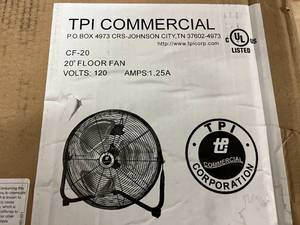 TPI COMMERCIAL
P.O.BOX 4973 CRS-JOHNSON CITY,TN 37602-4973
http://www.tpicorp.com
C UL US
LISTED
CF-20
20" FLOOR FAN
VOLTS: 120 AMPS:1.25A
TPI
COMMERCIAL
CORPORATION